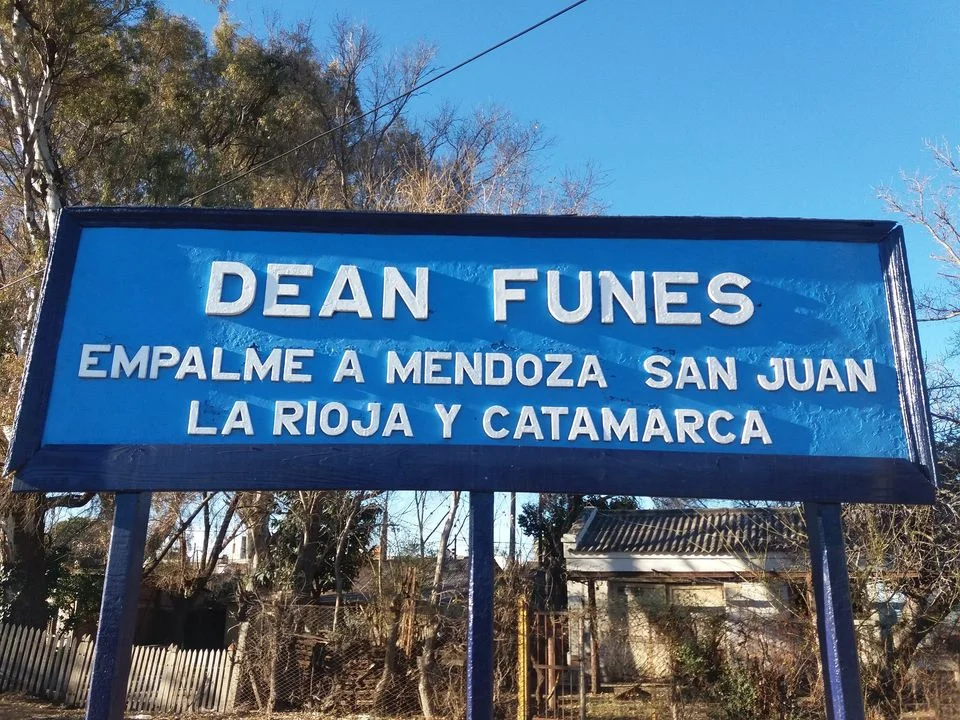 DEAN FUNES
EMPALME A MENDOZA SAN JUAN
LA RIOJA Y CATAMARCA